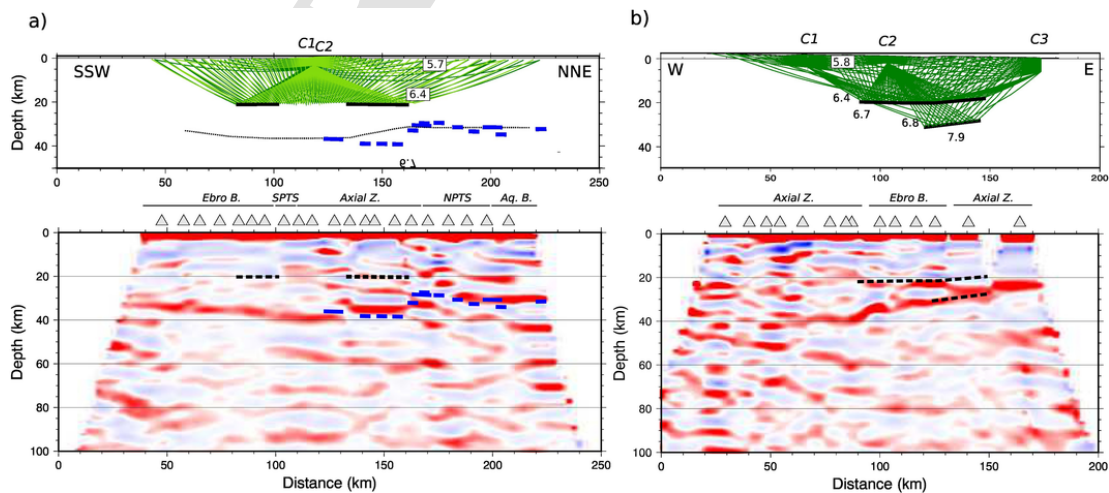 a)
C1C2
SSW
NNE
5.7
6.4
6.7
Depth (km)
0
20
40
0 50 100 150 200 250
Ebro B. SPTS Axial Z. NPTS Aq. B.
Depth (km)
0
20
40
60
80
100
0 50 100 150 200 250
Distance (km)
b)
C1 C2 C3
W
E
5.8
6.4
6.7
6.8
7.9
Depth (km)
0
20
40
0 50 100 150 200
Axial Z. Ebro B. Axial Z.
Depth (km)
0
20
40
60
80
100
0 50 100 150 200
Distance (km)